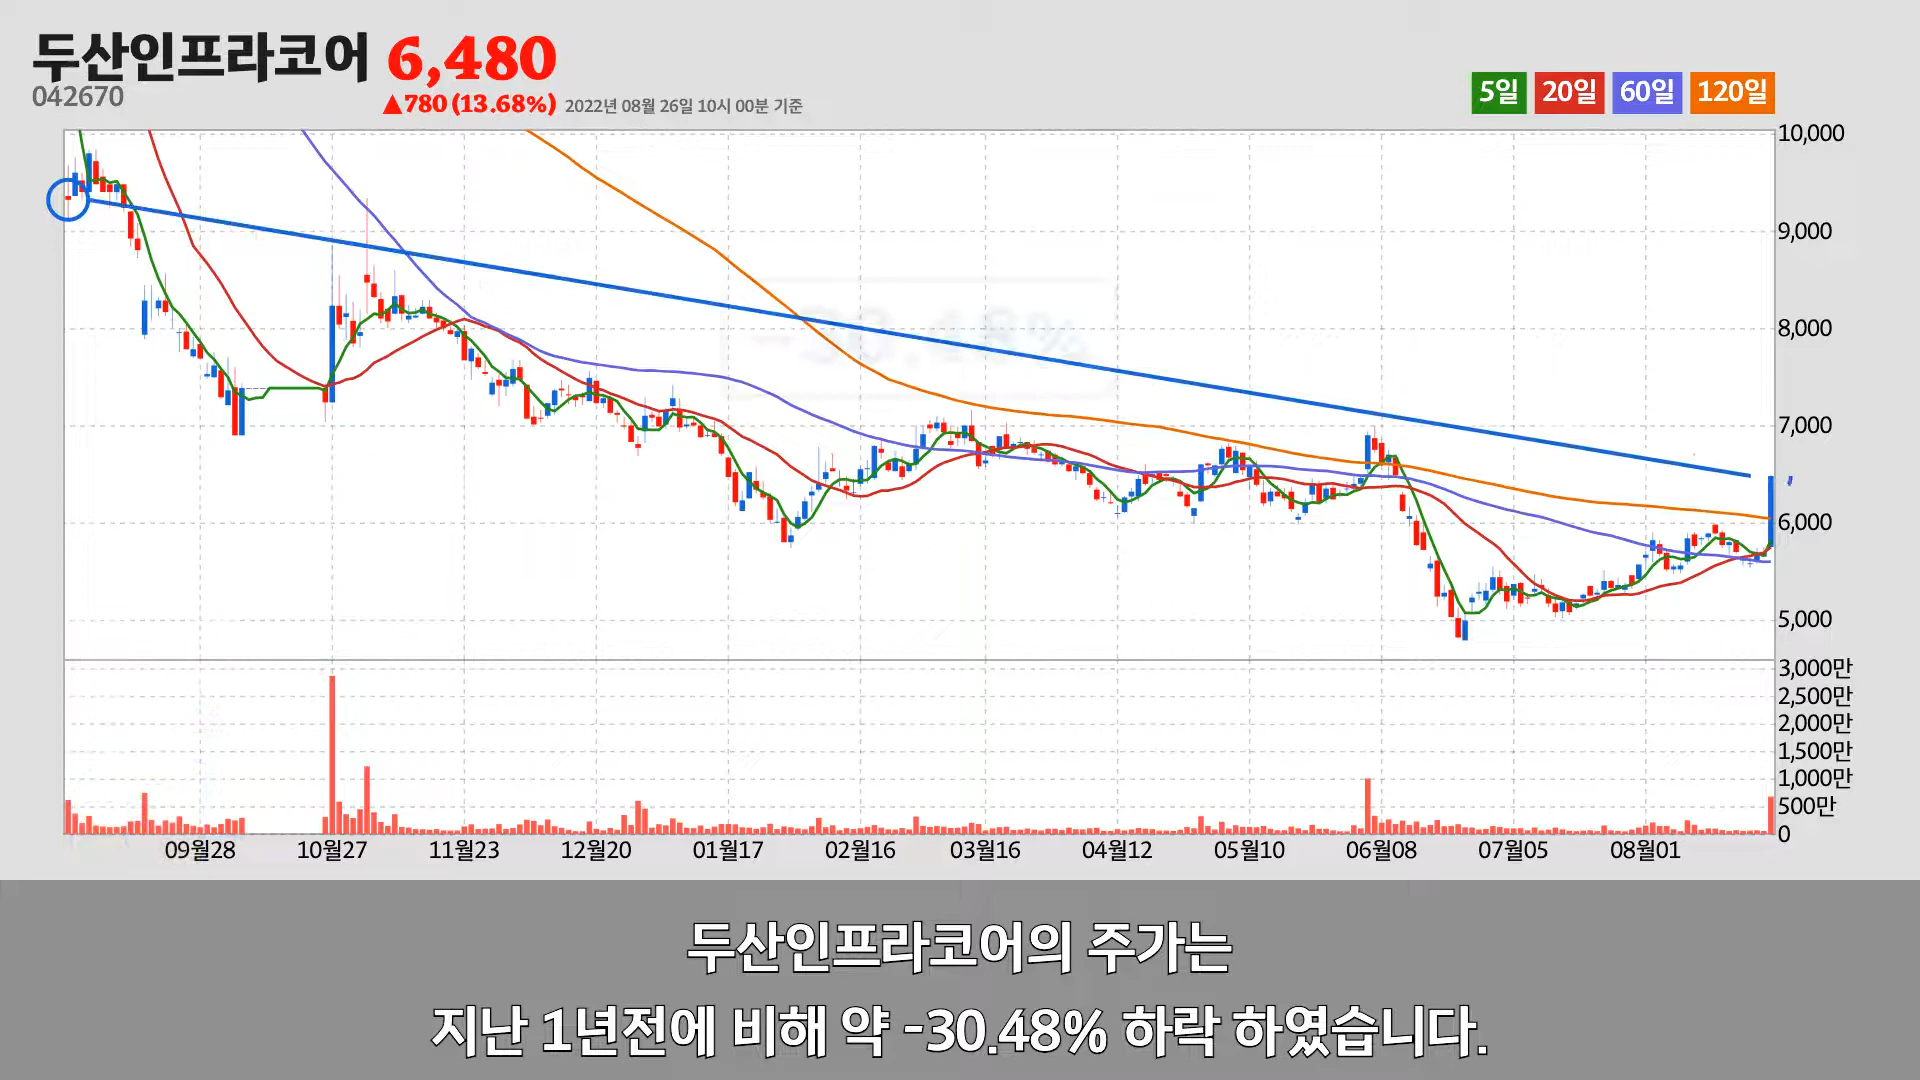 두산인프라코어 6,480
042670
▲780 (13.68%) 2022년 08월 26일 10시 00분 기준
5일 20일 60일 120일
10,000
9,000
8,000
7,000
6,000
5,000
-30.48%
3,000만
2,500만
2,000만
1,500만
1,000만
500만
0
09월28 10월27 11월23 12월20 01월17 02월16 03월16 04월12 05월10 06월08 07월05 08월01
두산인프라코어의 주가는
지난 1년전에 비해 약 -30.48% 하락 하였습니다.